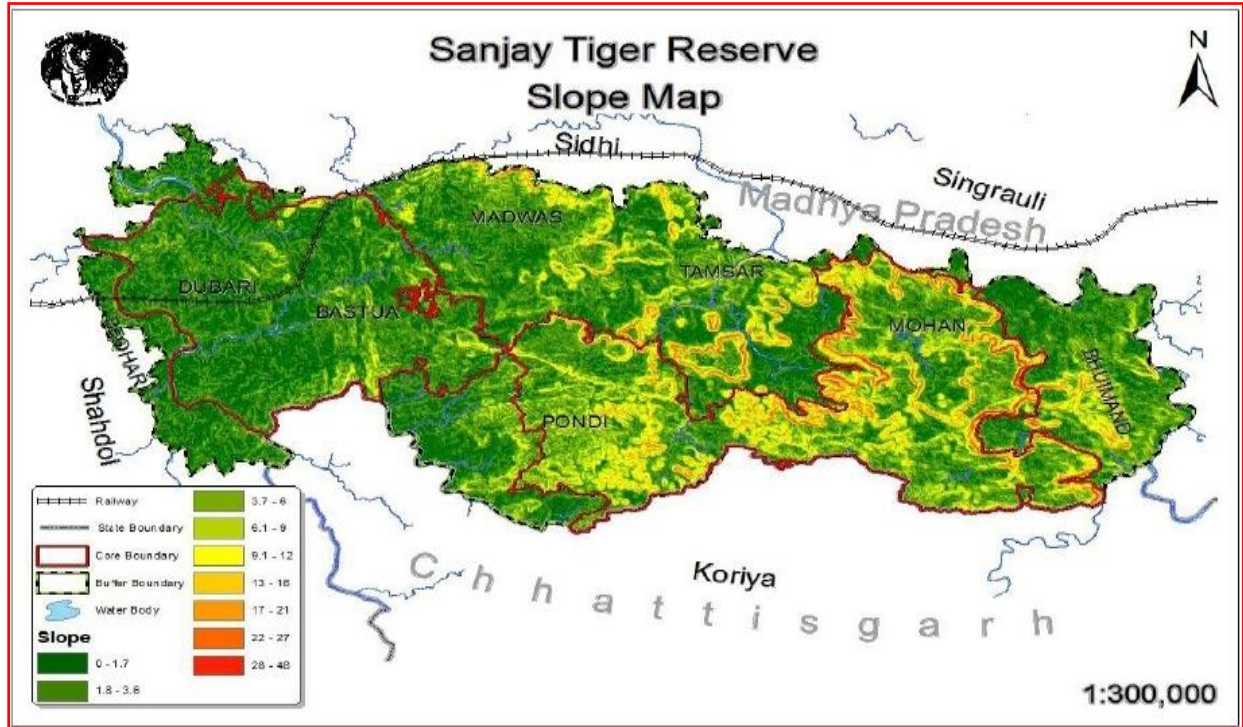 Sanjay Tiger Reserve
Slope Map
N
Sidhi
Singrauli
Madhya Pradesh
MADWAS
TAMSAR
DUBARI
BASTUA
MOHAN
BHUIMAND
PONDI
Shahdol
Koriya
Chhattisgarh
Railway
State Boundary
Core Boundary
Buffer Boundary
Water Body
Slope
0 - 1.7
1.8 - 3.6
3.7 - 6
6.1 - 9
9.1 - 12
13 - 16
17 - 21
22 - 27
28 - 48
1:300,000